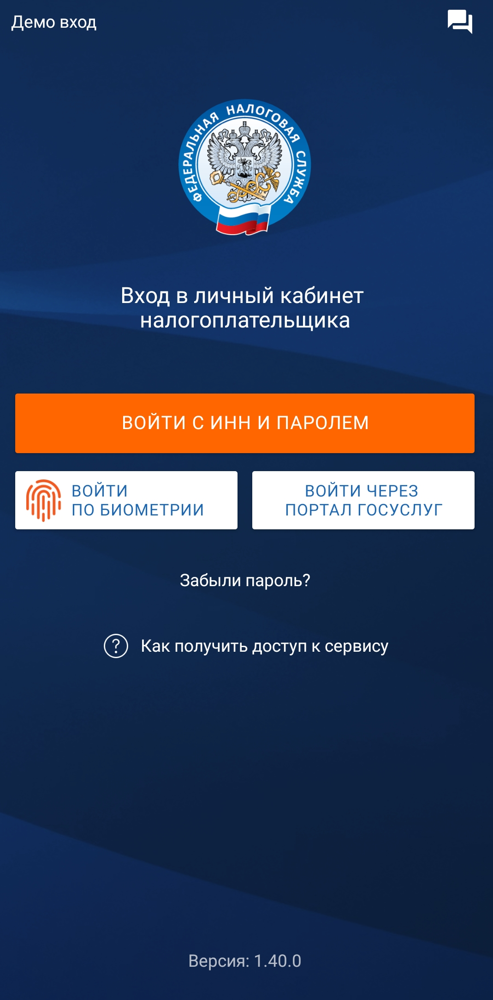 Демо вход
ФЕДЕРАЛЬНАЯ НАЛОГОВАЯ СЛУЖБА
Вход в личный кабинет
налогоплательщика
ВОЙТИ С ИНН И ПАРОЛЕМ
ВОЙТИ
ПО БИОМЕТРИИ
ВОЙТИ ЧЕРЕЗ
ПОРТАЛ ГОСУСЛУГ
Забыли пароль?
? Как получить доступ к сервису
Версия: 1.40.0